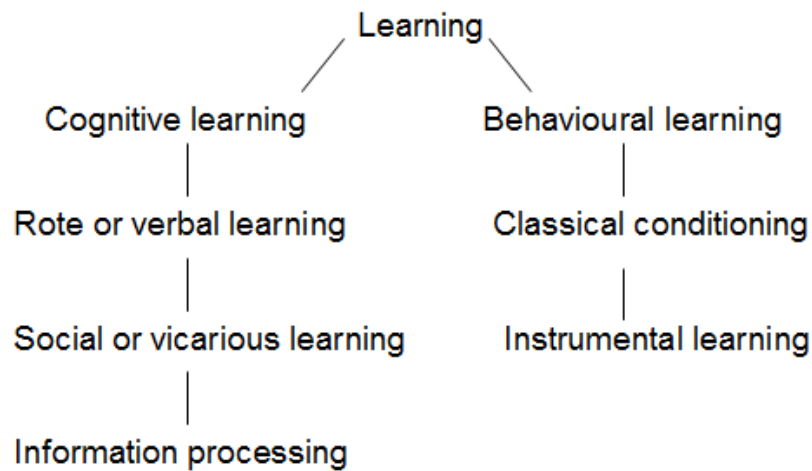 Learning
Cognitive learning
Behavioural learning
Rote or verbal learning
Classical conditioning
Social or vicarious learning
Instrumental learning
Information processing